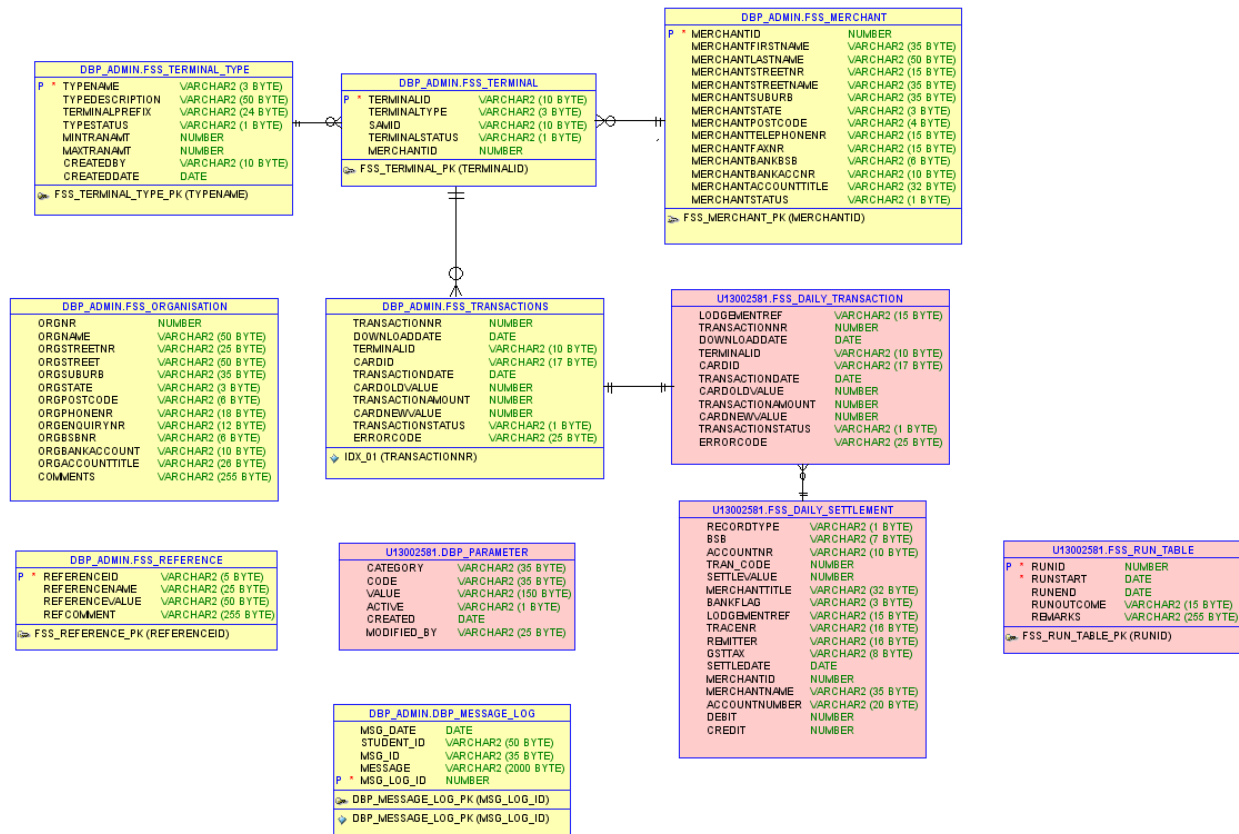 DBP_ADMIN.FSS_MERCHANT
P * MERCHANTID NUMBER
MERCHANTFIRSTNAME VARCHAR2 (35 BYTE)
MERCHANTLASTNAME VARCHAR2 (50 BYTE)
MERCHANTSTREETNR VARCHAR2 (15 BYTE)
MERCHANTSTREETNAME VARCHAR2 (35 BYTE)
MERCHANTSUBURB VARCHAR2 (35 BYTE)
MERCHANTSTATE VARCHAR2 (3 BYTE)
MERCHANTPOSTCODE VARCHAR2 (4 BYTE)
MERCHANTTELEPHONENR VARCHAR2 (15 BYTE)
MERCHANTFAXNR VARCHAR2 (15 BYTE)
MERCHANTBANKBSB VARCHAR2 (6 BYTE)
MERCHANTBANKACCNR VARCHAR2 (10 BYTE)
MERCHANTACCOUNTTITLE VARCHAR2 (32 BYTE)
MERCHANTSTATUS VARCHAR2 (1 BYTE)
FSS_MERCHANT_PK (MERCHANTID)
DBP_ADMIN.FSS_TERMINAL_TYPE
P * TYPENAME VARCHAR2 (3 BYTE)
TYPEDESCRIPTION VARCHAR2 (50 BYTE)
TERMINALPREFIX VARCHAR2 (24 BYTE)
TYPESTATUS VARCHAR2 (1 BYTE)
MINTRANAMT NUMBER
MAXTRANAMT NUMBER
CREATEDBY VARCHAR2 (10 BYTE)
CREATEDDATE DATE
FSS_TERMINAL_TYPE_PK (TYPENAME)
DBP_ADMIN.FSS_TERMINAL
P * TERMINALID VARCHAR2 (10 BYTE)
TERMINALTYPE VARCHAR2 (3 BYTE)
SAMID VARCHAR2 (10 BYTE)
TERMINALSTATUS VARCHAR2 (1 BYTE)
MERCHANTID NUMBER
FSS_TERMINAL_PK (TERMINALID)
DBP_ADMIN.FSS_ORGANISATION
ORGNR NUMBER
ORGNAME VARCHAR2 (50 BYTE)
ORGSTREETNR VARCHAR2 (25 BYTE)
ORGSTREET VARCHAR2 (50 BYTE)
ORGSUBURB VARCHAR2 (35 BYTE)
ORGSTATE VARCHAR2 (3 BYTE)
ORGPOSTCODE VARCHAR2 (6 BYTE)
ORGPHONENR VARCHAR2 (18 BYTE)
ORGENQUIRYNR VARCHAR2 (12 BYTE)
ORGBSBNR VARCHAR2 (6 BYTE)
ORGBANKACCOUNT VARCHAR2 (10 BYTE)
ORGACCOUNTTITLE VARCHAR2 (26 BYTE)
COMMENTS VARCHAR2 (255 BYTE)
DBP_ADMIN.FSS_TRANSACTIONS
TRANSACTIONNR NUMBER
DOWNLOADDATE DATE
TERMINALID VARCHAR2 (10 BYTE)
CARDID VARCHAR2 (17 BYTE)
TRANSACTIONDATE DATE
CARDOLDVALUE NUMBER
TRANSACTIONAMOUNT NUMBER
CARDNEWVALUE NUMBER
TRANSACTIONSTATUS VARCHAR2 (1 BYTE)
ERRORCODE VARCHAR2 (25 BYTE)
IDX_01 (TRANSACTIONNR)
U13002581.FSS_DAILY_TRANSACTION
LODGEMENTREF VARCHAR2 (15 BYTE)
TRANSACTIONNR NUMBER
DOWNLOADDATE DATE
TERMINALID VARCHAR2 (10 BYTE)
CARDID VARCHAR2 (17 BYTE)
TRANSACTIONDATE DATE
CARDOLDVALUE NUMBER
TRANSACTIONAMOUNT NUMBER
CARDNEWVALUE NUMBER
TRANSACTIONSTATUS VARCHAR2 (1 BYTE)
ERRORCODE VARCHAR2 (25 BYTE)
U13002581.FSS_DAILY_SETTLEMENT
RECORDTYPE VARCHAR2 (1 BYTE)
BSB VARCHAR2 (7 BYTE)
ACCOUNTNR VARCHAR2 (10 BYTE)
TRAN_CODE NUMBER
SETTLEVALUE NUMBER
MERCHANTTITLE VARCHAR2 (32 BYTE)
BANKFLAG VARCHAR2 (3 BYTE)
LODGEMENTREF VARCHAR2 (15 BYTE)
TRACENR VARCHAR2 (16 BYTE)
REMITTER VARCHAR2 (16 BYTE)
GSTTAX VARCHAR2 (8 BYTE)
SETTLEDATE DATE
MERCHANTID NUMBER
MERCHANTNAME VARCHAR2 (35 BYTE)
ACCOUNTNUMBER VARCHAR2 (20 BYTE)
DEBIT NUMBER
CREDIT NUMBER
DBP_ADMIN.FSS_REFERENCE
P * REFERENCEID VARCHAR2 (5 BYTE)
REFERENCENAME VARCHAR2 (25 BYTE)
REFERENCEVALUE VARCHAR2 (50 BYTE)
REFCOMMENT VARCHAR2 (255 BYTE)
FSS_REFERENCE_PK (REFERENCEID)
U13002581.DBP_PARAMETER
CATEGORY VARCHAR2 (35 BYTE)
CODE VARCHAR2 (35 BYTE)
VALUE VARCHAR2 (150 BYTE)
ACTIVE VARCHAR2 (1 BYTE)
CREATED DATE
MODIFIED_BY VARCHAR2 (25 BYTE)
U13002581.FSS_RUN_TABLE
P * RUNID NUMBER
* RUNSTART DATE
RUNEND DATE
RUNOUTCOME VARCHAR2 (15 BYTE)
REMARKS VARCHAR2 (255 BYTE)
FSS_RUN_TABLE_PK (RUNID)
DBP_ADMIN.DBP_MESSAGE_LOG
MSG_DATE DATE
STUDENT_ID VARCHAR2 (50 BYTE)
MSG_ID VARCHAR2 (35 BYTE)
MESSAGE VARCHAR2 (2000 BYTE)
P * MSG_LOG_ID NUMBER
DBP_MESSAGE_LOG_PK (MSG_LOG_ID)
DBP_MESSAGE_LOG_PK (MSG_LOG_ID)